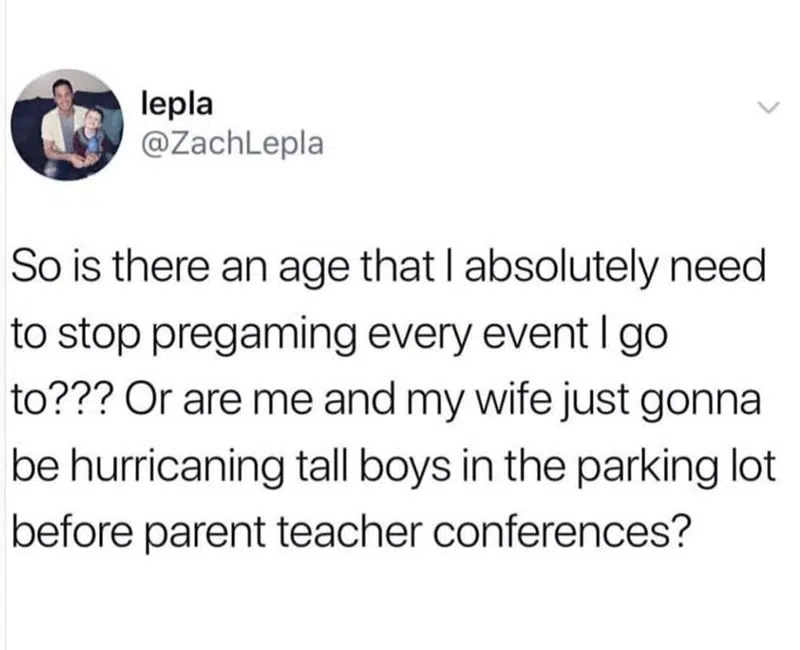 lepla
@ZachLepla
So is there an age that I absolutely need
to stop pregaming every event I go
to??? Or are me and my wife just gonna
be hurricaning tall boys in the parking lot
before parent teacher conferences?